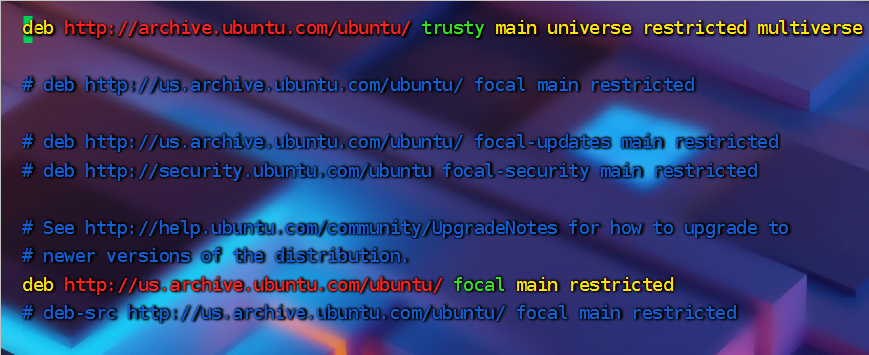 deb http://archive.ubuntu.com/ubuntu/ trusty main universe restricted multiverse
# deb http://us.archive.ubuntu.com/ubuntu/ focal main restricted
# deb http://us.archive.ubuntu.com/ubuntu/ focal-updates main restricted
# deb http://security.ubuntu.com/ubuntu focal-security main restricted
# See http://help.ubuntu.com/community/UpgradeNotes for how to upgrade to
# newer versions of the distribution.
deb http://us.archive.ubuntu.com/ubuntu/ focal main restricted
# deb-src http://us.archive.ubuntu.com/ubuntu/ focal main restricted